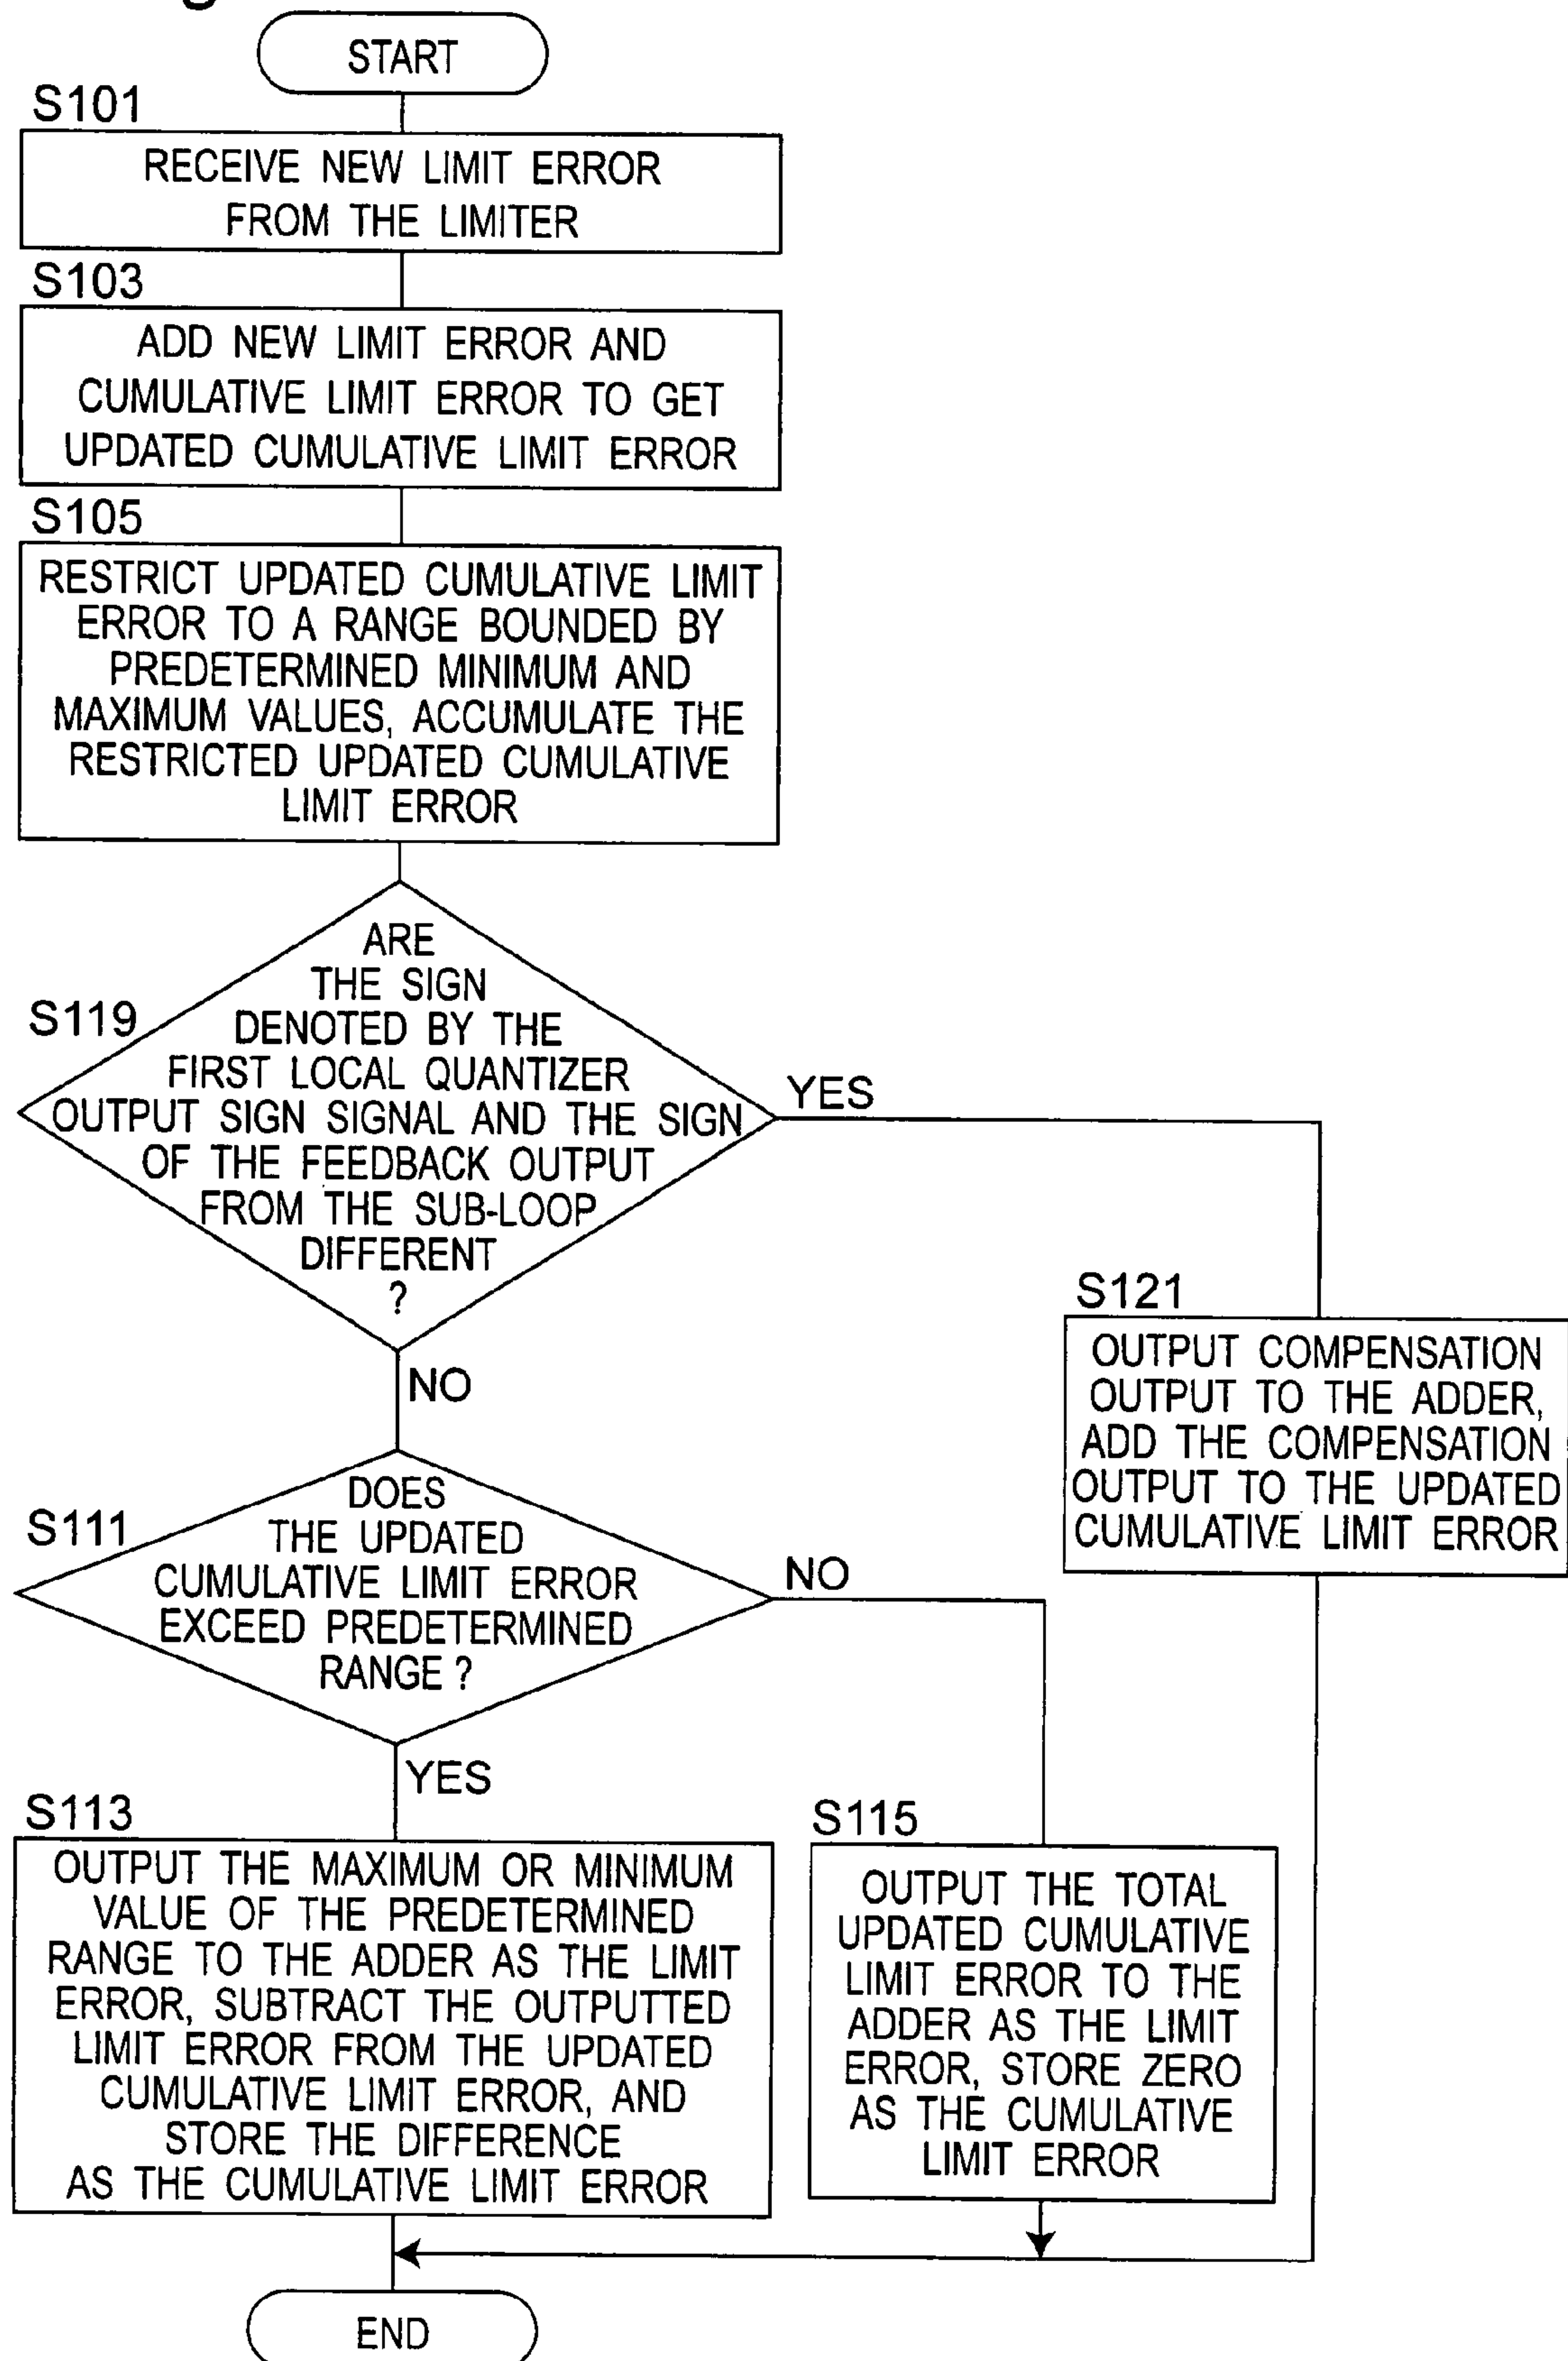 START
S101
RECEIVE NEW LIMIT ERROR
FROM THE LIMITER
S103
ADD NEW LIMIT ERROR AND
CUMULATIVE LIMIT ERROR TO GET
UPDATED CUMULATIVE LIMIT ERROR
S105
RESTRICT UPDATED CUMULATIVE LIMIT
ERROR TO A RANGE BOUNDED BY
PREDETERMINED MINIMUM AND
MAXIMUM VALUES, ACCUMULATE THE
RESTRICTED UPDATED CUMULATIVE
LIMIT ERROR
S119
ARE
THE SIGN
DENOTED BY THE
FIRST LOCAL QUANTIZER
OUTPUT SIGN SIGNAL AND THE SIGN
OF THE FEEDBACK OUTPUT
FROM THE SUB-LOOP
DIFFERENT
?
YES
NO
S121
OUTPUT COMPENSATION
OUTPUT TO THE ADDER,
ADD THE COMPENSATION
OUTPUT TO THE UPDATED
CUMULATIVE LIMIT ERROR
S111
DOES
THE UPDATED
CUMULATIVE LIMIT ERROR
EXCEED PREDETERMINED
RANGE ?
NO
YES
S113
OUTPUT THE MAXIMUM OR MINIMUM
VALUE OF THE PREDETERMINED
RANGE TO THE ADDER AS THE LIMIT
ERROR, SUBTRACT THE OUTPUTTED
LIMIT ERROR FROM THE UPDATED
CUMULATIVE LIMIT ERROR, AND
STORE THE DIFFERENCE
AS THE CUMULATIVE LIMIT ERROR
S115
OUTPUT THE TOTAL
UPDATED CUMULATIVE
LIMIT ERROR TO THE
ADDER AS THE LIMIT
ERROR, STORE ZERO
AS THE CUMULATIVE
LIMIT ERROR
END